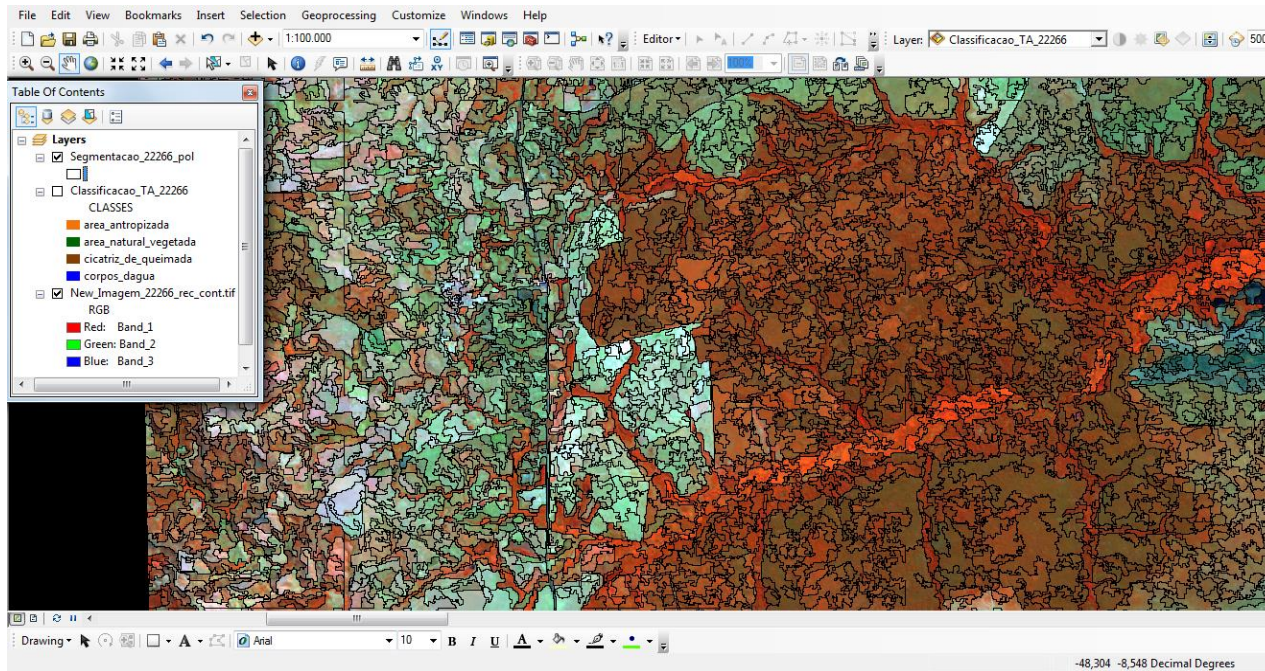 File Edit View Bookmarks Insert Selection Geoprocessing Customize Windows Help
1:100.000 Editor Layer: Classificacao_TA_22266 500
100%
Table Of Contents
Layers
Segmentacao_22266_pol
Classificacao_TA_22266
CLASSES
area_antropizada
area_natural_vegetada
cicatriz_de_queimada
corpos_dagua
New_Imagem_22266_rec_cont.tif
RGB
Red: Band_1
Green: Band_2
Blue: Band_3
Drawing A Arial 10 B I U A
-48,304 -8,548 Decimal Degrees